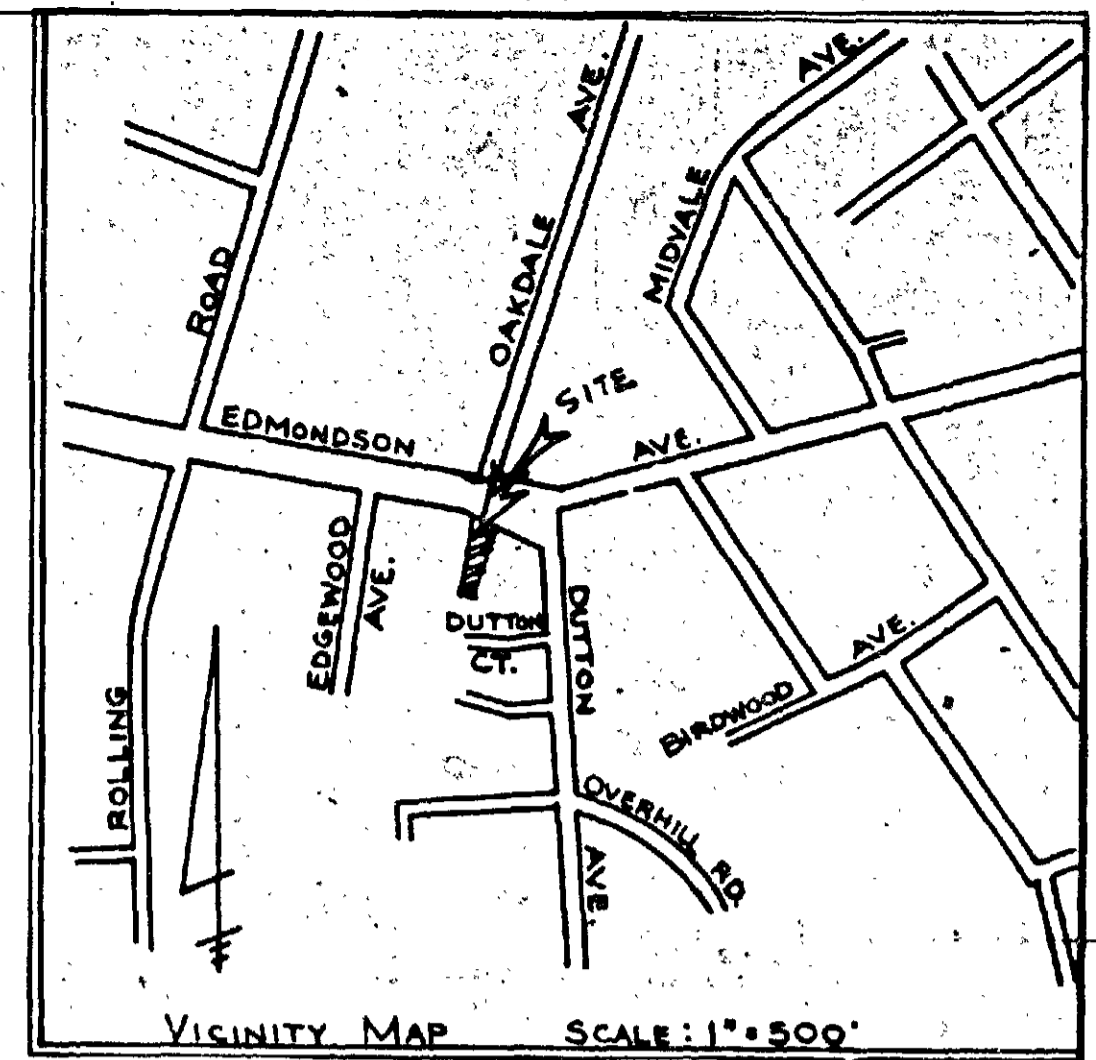 AVE.
AVE.
MIDVALE
OAKDALE
ROAD
SITE
EDMONDSON
AVE.
EDGEWOOD
AVE.
DUTTON
CT.
DUTTON
AVE.
BIRDWOOD
ROLLING
OVERHILL RD.
AVE.
VICINITY MAP SCALE: 1" = 500'